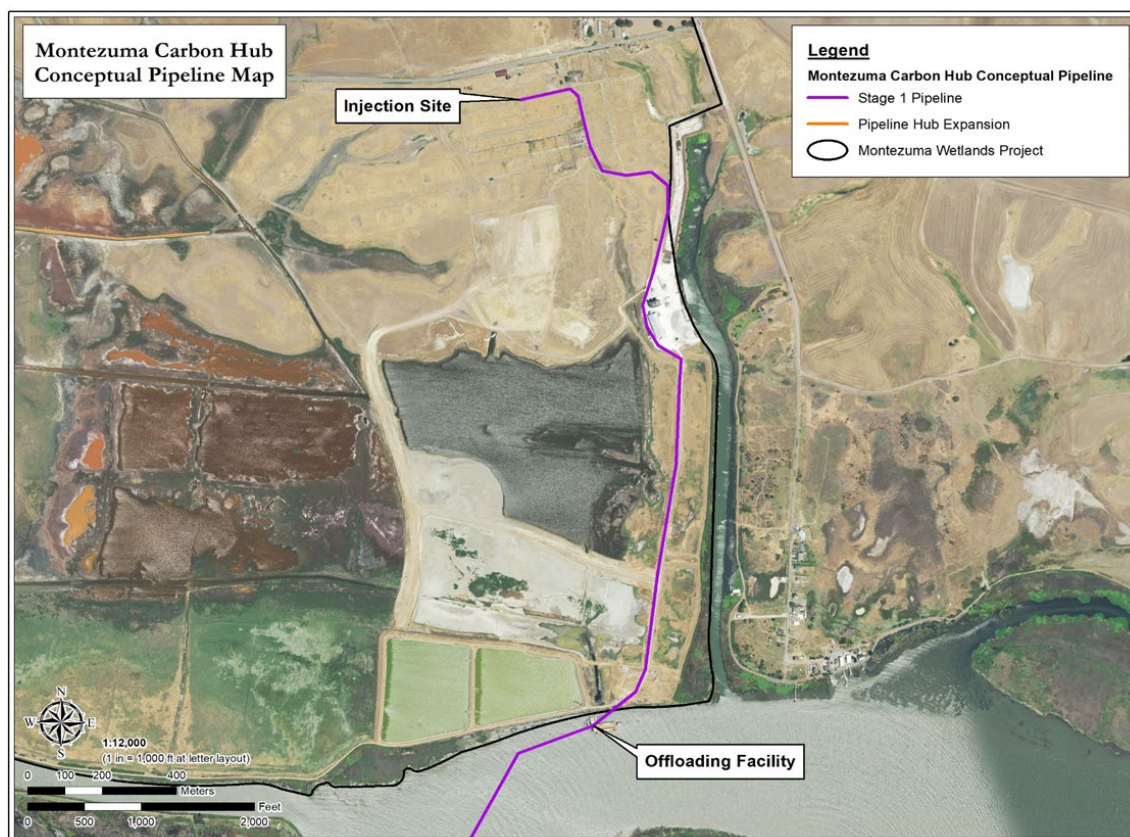 Montezuma Carbon Hub
Conceptual Pipeline Map
Legend
Montezuma Carbon Hub Conceptual Pipeline
Stage 1 Pipeline
Pipeline Hub Expansion
Montezuma Wetlands Project
Injection Site
Offloading Facility
N
W E
S
1:12,000
(1 in = 1,000 ft at letter layout)
0 100 200 400
Meters
Feet
0 500 1,000 2,000